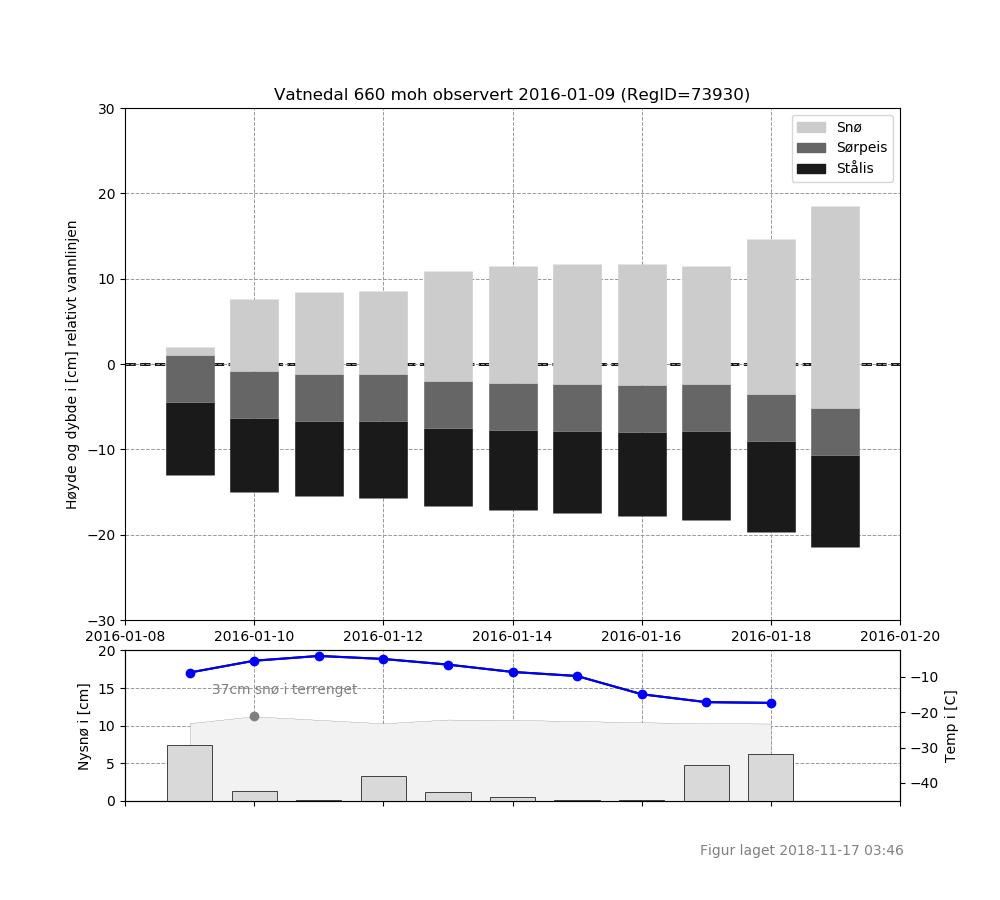 Vatnedal 660 moh observert 2016-01-09 (RegID=73930)
Snø
Sørpeis
Stålis
Høyde og dybde i [cm] relativt vannlinjen
30
20
10
0
−10
−20
−30
2016-01-08 2016-01-10 2016-01-12 2016-01-14 2016-01-16 2016-01-18 2016-01-20
Nysnø i [cm]
20
15
10
5
0
37cm snø i terrenget
−10
−20
−30
−40
Temp i [C]
Figur laget 2018-11-17 03:46